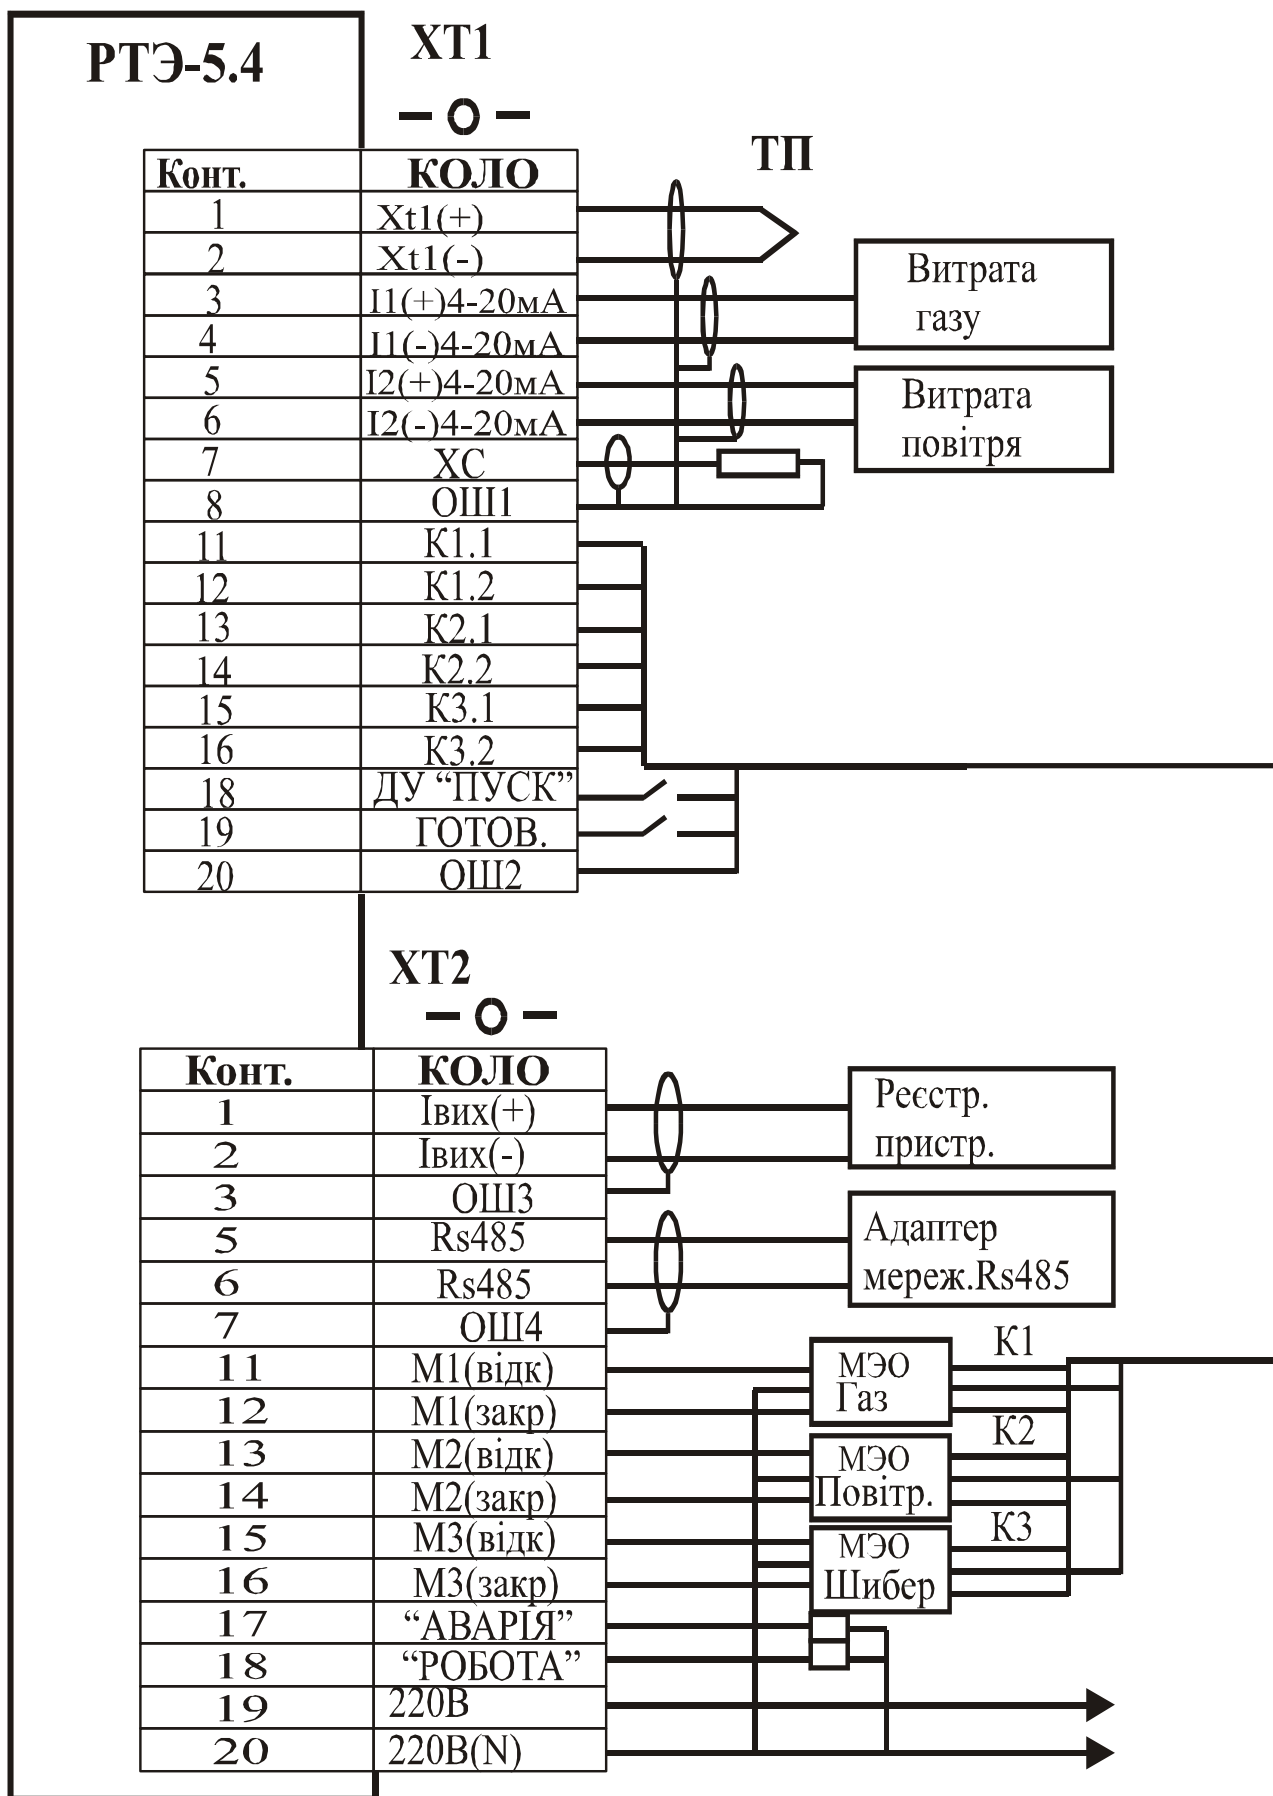 РТЭ-5.4
ХТ1
ТП
Конт. КОЛО
1 Xt1(+)
2 Xt1(-)
3 I1(+)4-20мА
4 I1(-)4-20мА
5 I2(+)4-20мА
6 I2(-)4-20мА
7 ХС
8 ОШ1
11 К1.1
12 К1.2
13 К2.1
14 К2.2
15 К3.1
16 К3.2
18 ДУ “ПУСК”
19 ГОТОВ.
20 ОШ2
Витрата
газу
Витрата
повітря
ХТ2
Конт. КОЛО
1 Івих(+)
2 Івих(-)
3 ОШ3
5 Rs485
6 Rs485
7 ОШ4
11 М1(відк)
12 М1(закр)
13 М2(відк)
14 М2(закр)
15 М3(відк)
16 М3(закр)
17 “АВАРІЯ”
18 “РОБОТА”
19 220В
20 220В(N)
Реєстр.
пристр.
Адаптер
мереж.Rs485
МЭО
Газ
К1
МЭО
Повітр.
К2
МЭО
Шибер
К3